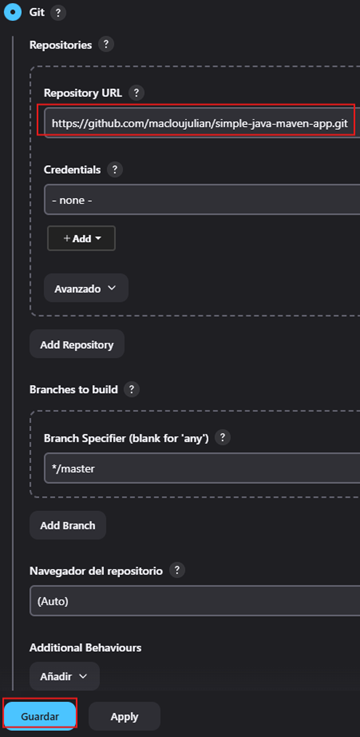 Git ?
Repositories ?
Repository URL ?
https://github.com/macloujulian/simple-java-maven-app.git
Credentials ?
- none -
+ Add
Avanzado
Add Repository
Branches to build ?
Branch Specifier (blank for 'any') ?
*/master
Add Branch
Navegador del repositorio ?
(Auto)
Additional Behaviours
Añadir
Guardar Apply